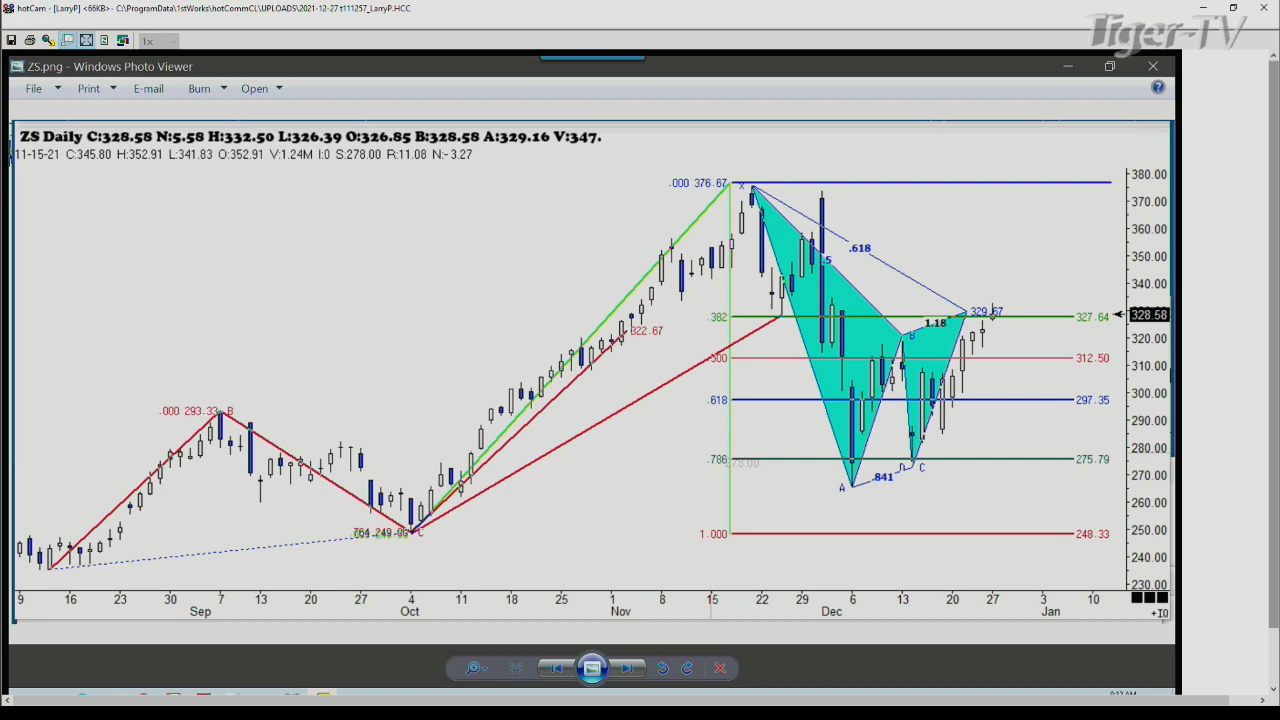 hotCam - [LarryP] <66KB>- C:\ProgramData\1stWorks\hotCommCL\UPLOADS\2021-12-27 t111257_LarryP.HCC
Tiger-TV
1x
ZS.png - Windows Photo Viewer
File Print E-mail Burn Open
ZS Daily C:328.58 N:5.58 H:332.50 L:326.39 O:326.85 B:328.58 A:329.16 V:347.
11-15-21 C:345.80 H:352.91 L:341.83 O:352.91 V:1.24M I:0 S:278.00 R:11.08 N:- 3.27
380.00
.000 376.67 X
370.00
360.00
.618
.5
350.00
340.00
329.67
.382 1.18 327.64 328.58
322.67
B
320.00
.500 312.50
300.00
.618 297.35
.000 293.33 B
290.00
280.00
.786 278.00 275.79
D C
270.00
A .841
260.00
250.00
C
1.000 248.33
240.00
230.00
9 16 23 30 7 13 20 27 4 11 18 25 1 8 15 22 29 6 13 20 27 3 10
Sep Oct Nov Dec Jan
+IO